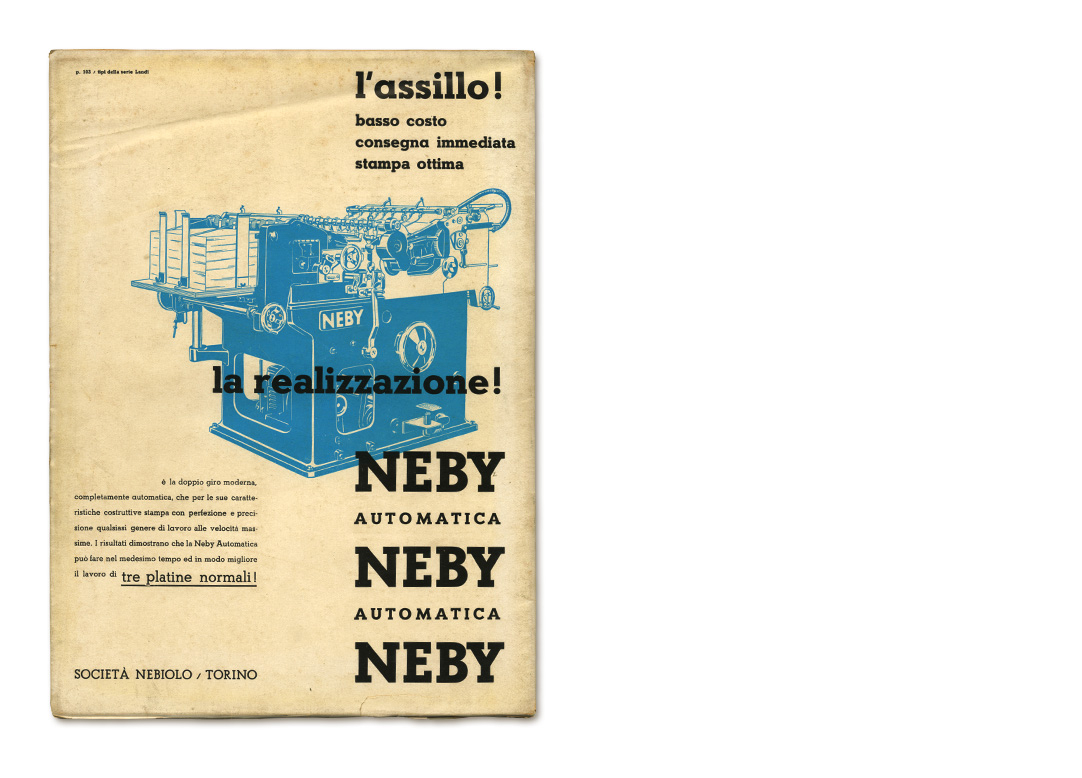 p. 103 / tipi della serie Landi
l'assillo!
basso costo
consegna immediata
stampa ottima
NEBY
la realizzazione!
NEBY
AUTOMATICA
NEBY
AUTOMATICA
NEBY
è la doppio giro moderna,
completamente automatica, che per le sue caratte-
ristiche costruttive stampa con perfezione e preci-
sione qualsiasi genere di lavoro alle velocità mas-
sime. I risultati dimostrano che la Neby Automatica
può fare nel medesimo tempo ed in modo migliore
il lavoro di tre platine normali!
SOCIETÀ NEBIOLO / TORINO